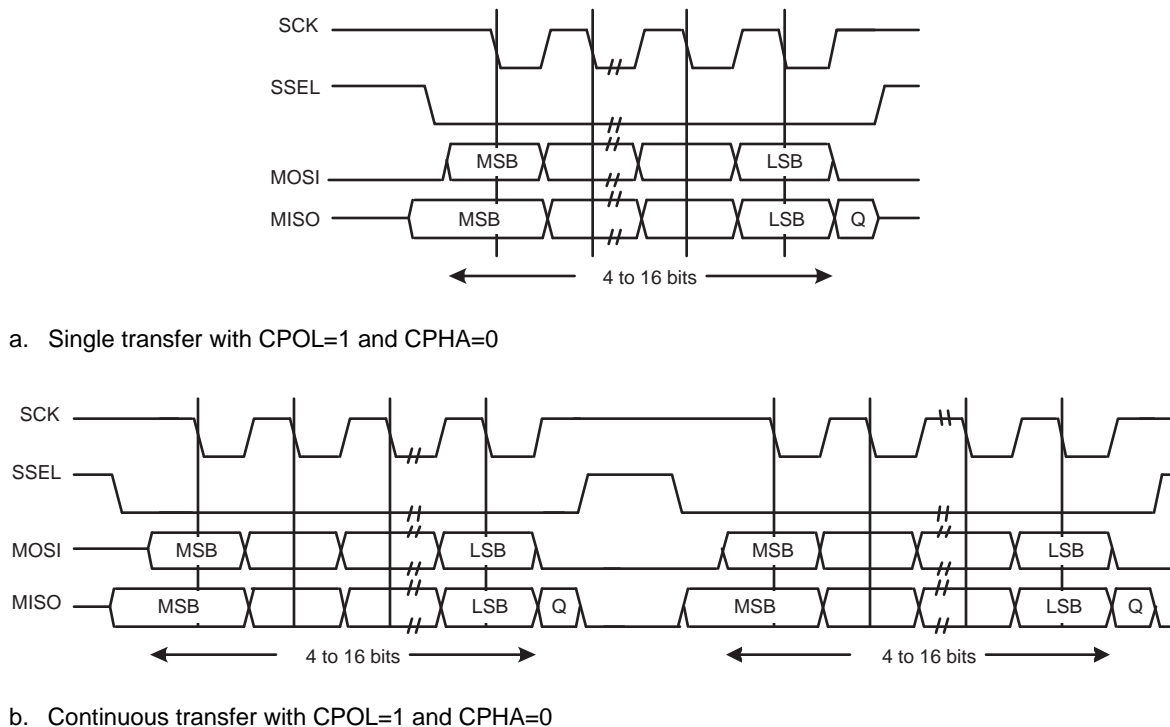 SCK
SSEL
MOSI
MSB
LSB
MISO
MSB
LSB
Q
4 to 16 bits
a. Single transfer with CPOL=1 and CPHA=0
SCK
SSEL
MOSI
MSB
LSB
MSB
LSB
MISO
MSB
LSB
Q
MSB
LSB
Q
4 to 16 bits
4 to 16 bits
b. Continuous transfer with CPOL=1 and CPHA=0